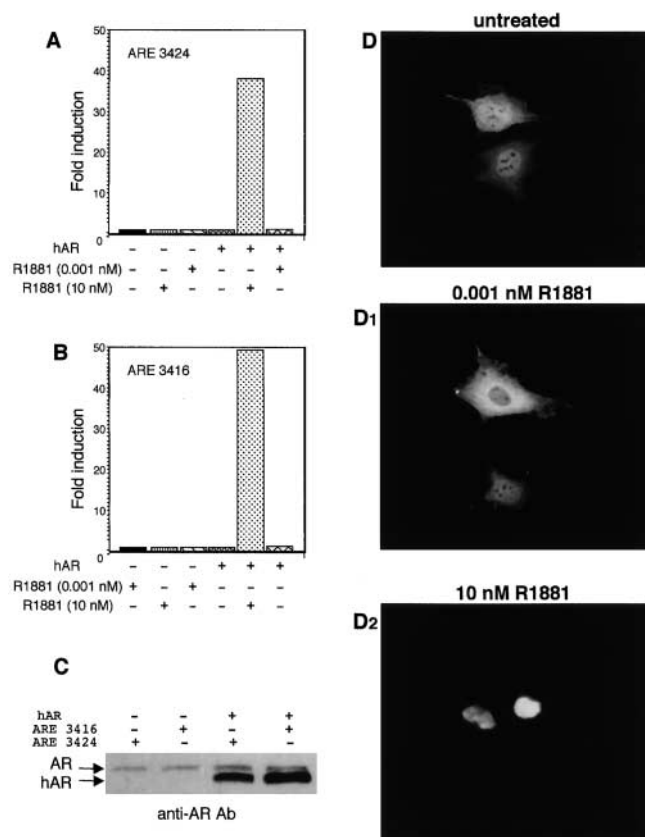 A
ARE 3424
Fold induction
50
40
30
20
10
0
hAR − − − + + +
R1881 (0.001 nM) − − + − − +
R1881 (10 nM) − + − − + −
B
ARE 3416
Fold induction
50
40
30
20
10
0
hAR − − − + + +
R1881 (0.001 nM) + − + − − −
R1881 (10 nM) − + − − + −
C
hAR − − + +
ARE 3416 − + − +
ARE 3424 + − + −
AR
hAR
anti-AR Ab
untreated
D
0.001 nM R1881
D1
10 nM R1881
D2